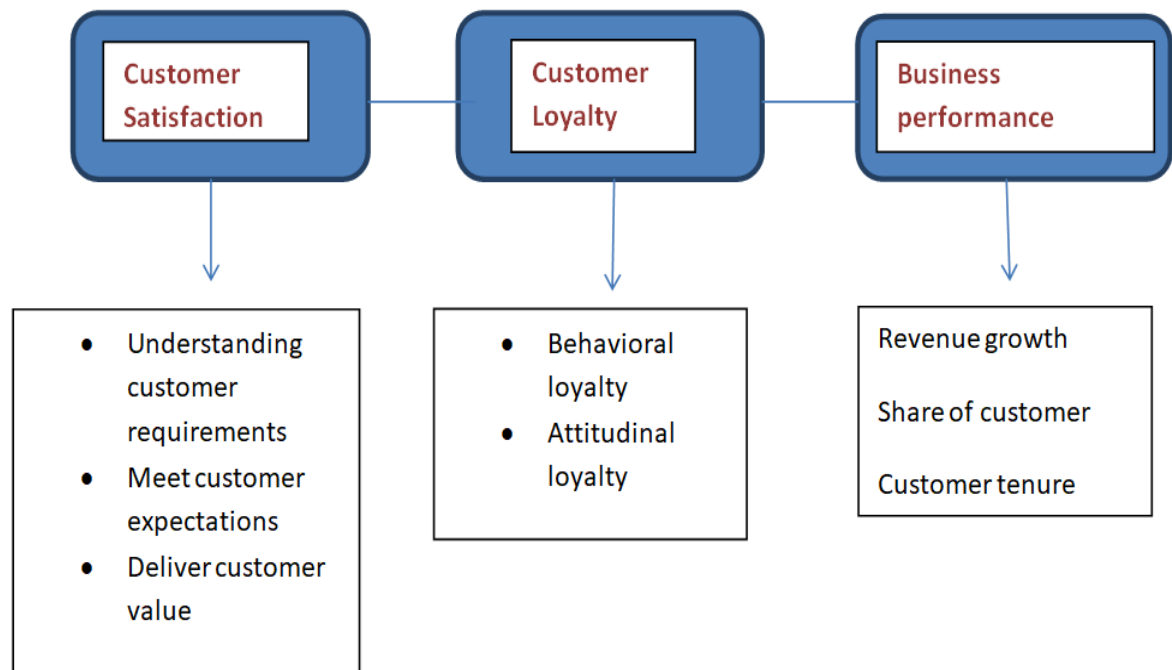 Customer
Satisfaction
Customer
Loyalty
Business
performance
• Understanding
customer
requirements
• Meet customer
expectations
• Deliver customer
value
• Behavioral
loyalty
• Attitudinal
loyalty
Revenue growth
Share of customer
Customer tenure